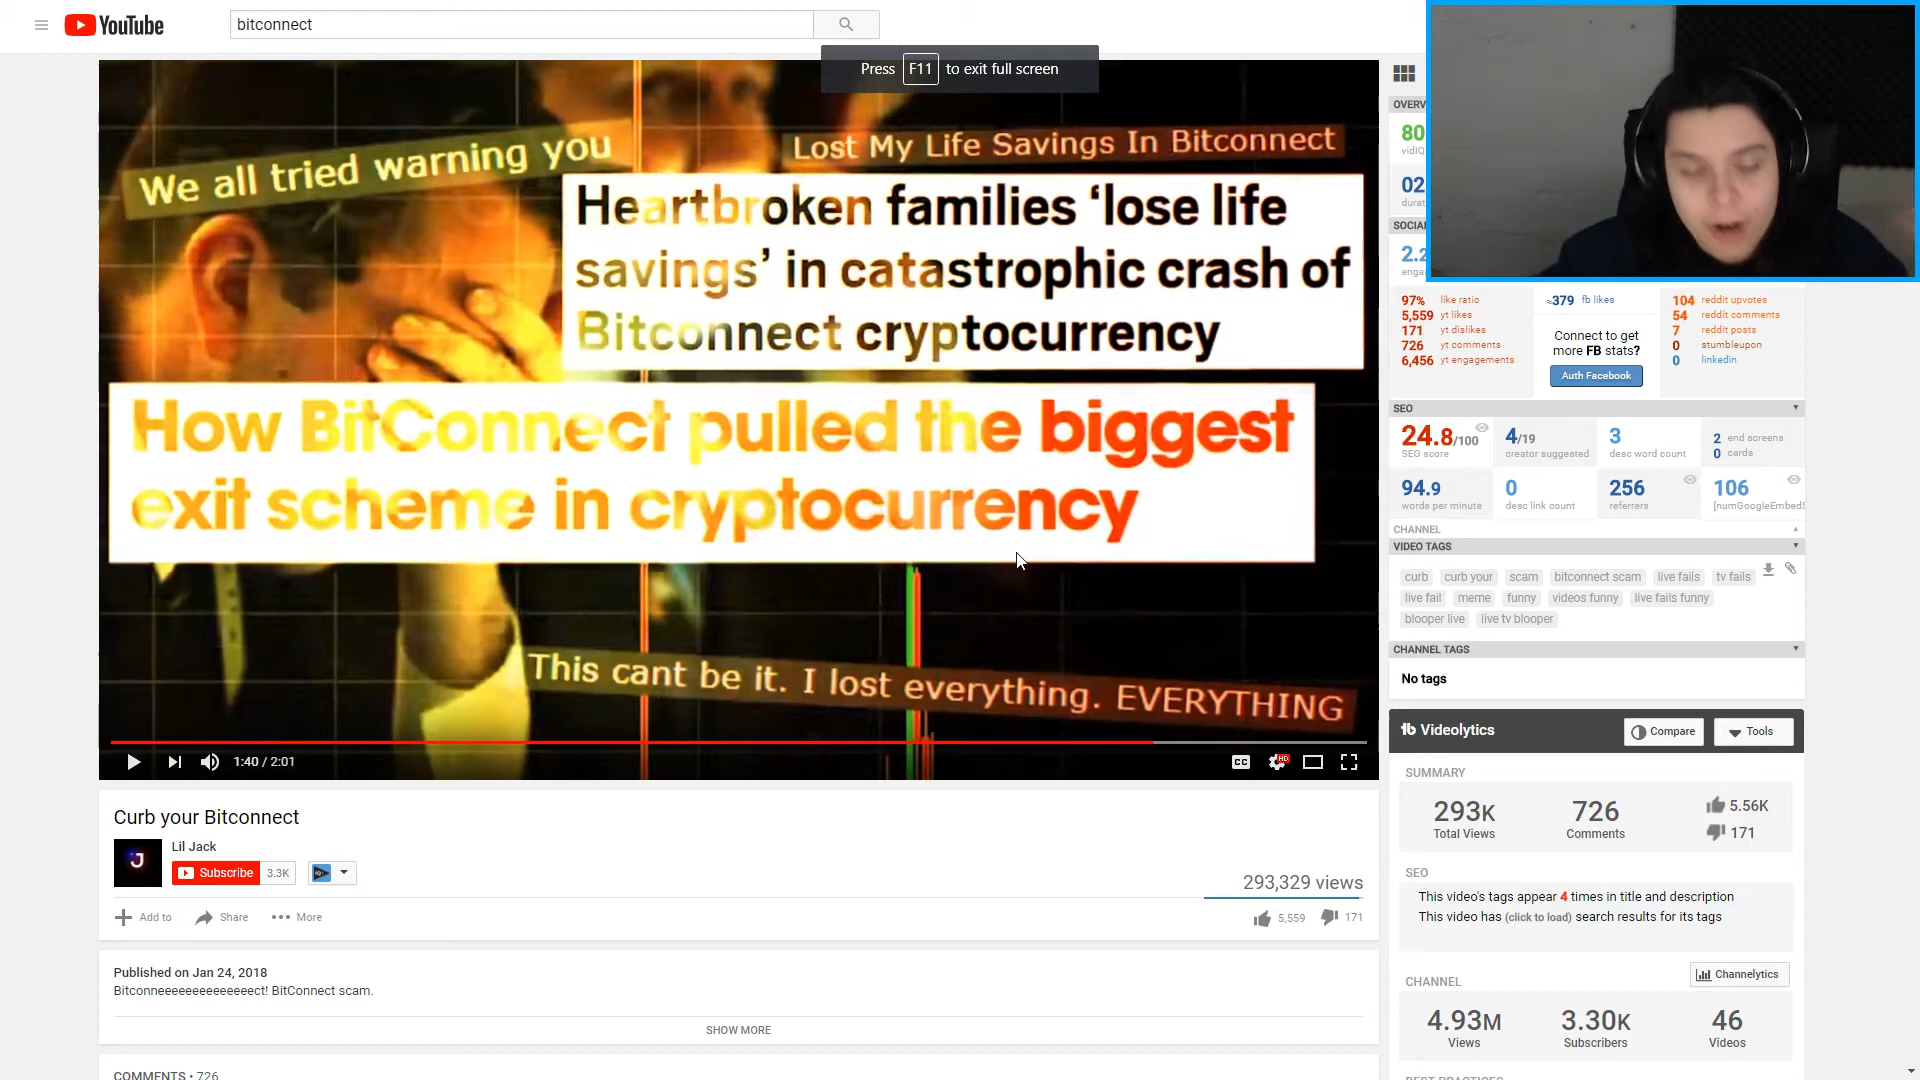 YouTube
bitconnect
Press F11 to exit full screen
We all tried warning you
Lost My Life Savings In Bitconnect
Heartbroken families ‘lose life
savings’ in catastrophic crash of
Bitconnect cryptocurrency
How BitConnect pulled the biggest
exit scheme in cryptocurrency
This cant be it. I lost everything. EVERYTHING
1:40 / 2:01
CC
HD
Curb your Bitconnect
J
Lil Jack
Subscribe 3.3K
293,329 views
Add to Share More
5,559 171
Published on Jan 24, 2018
Bitconneeeeeeeeeeeeeect! BitConnect scam.
SHOW MORE
COMMENTS • 726
OVERV
80
vidIQ
02
durat
SOCIA
2.2
enga
97% like ratio
5,559 yt likes
171 yt dislikes
726 yt comments
6,456 yt engagements
≈379 fb likes
Connect to get
more FB stats?
Auth Facebook
104 reddit upvotes
54 reddit comments
7 reddit posts
0 stumbleupon
0 linkedin
SEO
24.8/100
SEO score
4/19
creator suggested
3
desc word count
2 end screens
0 cards
94.9
words per minute
0
desc link count
256
referrers
106
[numGoogleEmbedS
CHANNEL
VIDEO TAGS
curb curb your scam bitconnect scam live fails tv fails
live fail meme funny videos funny live fails funny
blooper live live tv blooper
CHANNEL TAGS
No tags
tb Videolytics Compare Tools
SUMMARY
293K
Total Views
726
Comments
5.56K
171
SEO
This video's tags appear 4 times in title and description
This video has (click to load) search results for its tags
CHANNEL
Channelytics
4.93M
Views
3.30K
Subscribers
46
Videos